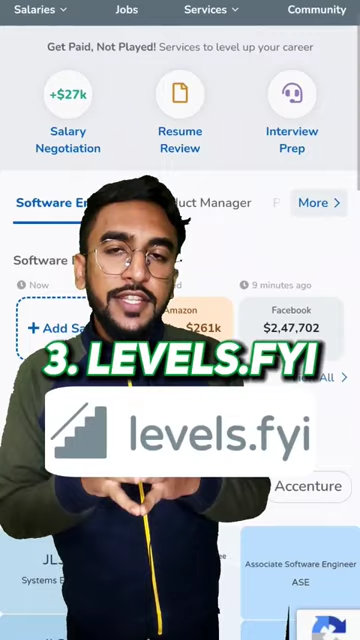 Salaries
Jobs
Services
Community
Get Paid, Not Played! Services to level up your career
+$27k
Salary
Negotiation
Resume
Review
Interview
Prep
Software
duct Manager
P
More
Software
Now
9 minutes ago
+ Add
Amazon
$261k
Facebook
$2,47,702
3. LEVELS.FYI
All
levels.fyi
Accenture
JLS
Systems E
Associate Software Engineer
ASE